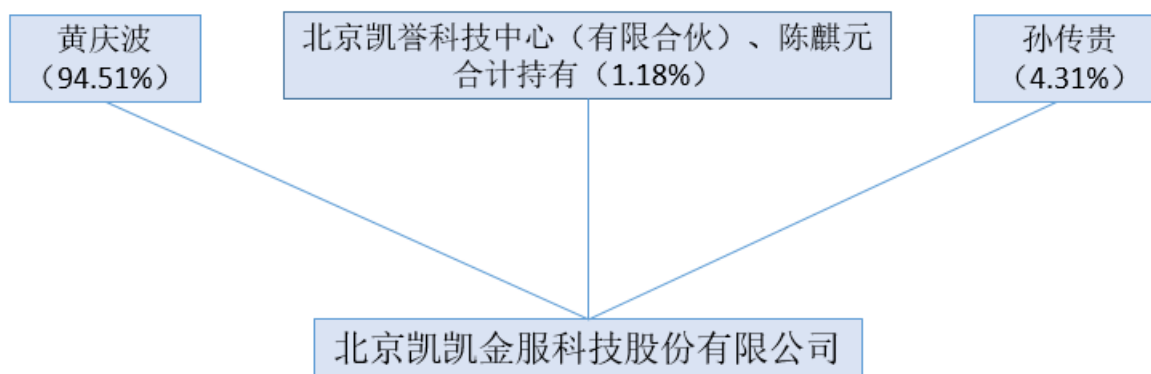 黄庆波
（94.51%）
北京凯誉科技中心（有限合伙）、陈麒元
合计持有（1.18%）
孙传贵
（4.31%）
北京凯凯金服科技股份有限公司